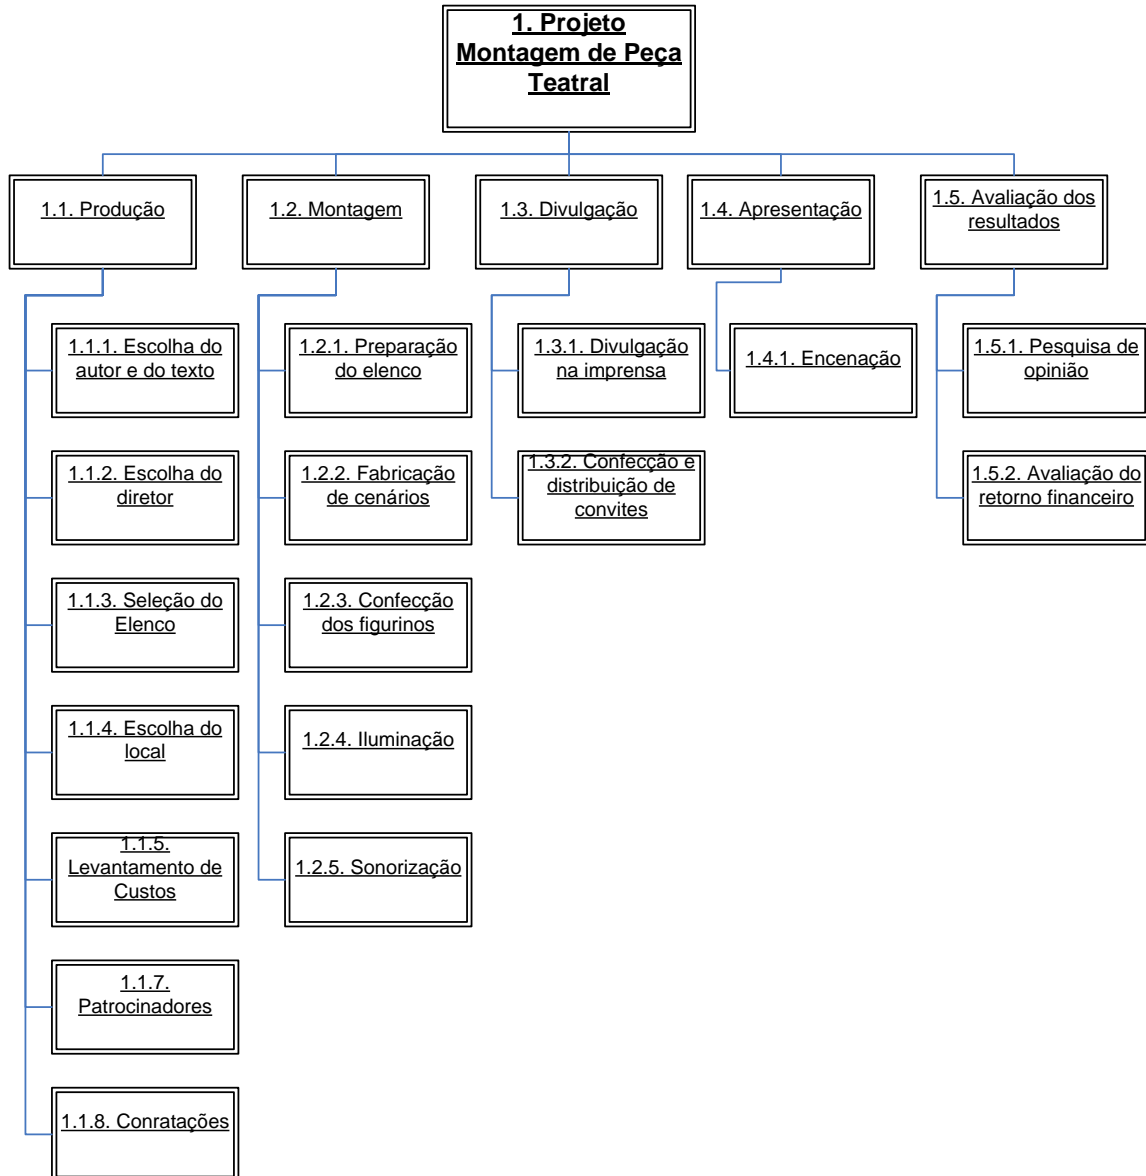 1. Projeto
Montagem de Peça
Teatral
1.1. Produção
1.2. Montagem
1.3. Divulgação
1.4. Apresentação
1.5. Avaliação dos
resultados
1.1.1. Escolha do
autor e do texto
1.1.2. Escolha do
diretor
1.1.3. Seleção do
Elenco
1.1.4. Escolha do
local
1.1.5.
Levantamento de
Custos
1.1.7.
Patrocinadores
1.1.8. Conratações
1.2.1. Preparação
do elenco
1.2.2. Fabricação
de cenários
1.2.3. Confecção
dos figurinos
1.2.4. Iluminação
1.2.5. Sonorização
1.3.1. Divulgação
na imprensa
1.3.2. Confecção e
distribuição de
convites
1.4.1. Encenação
1.5.1. Pesquisa de
opinião
1.5.2. Avaliação do
retorno financeiro